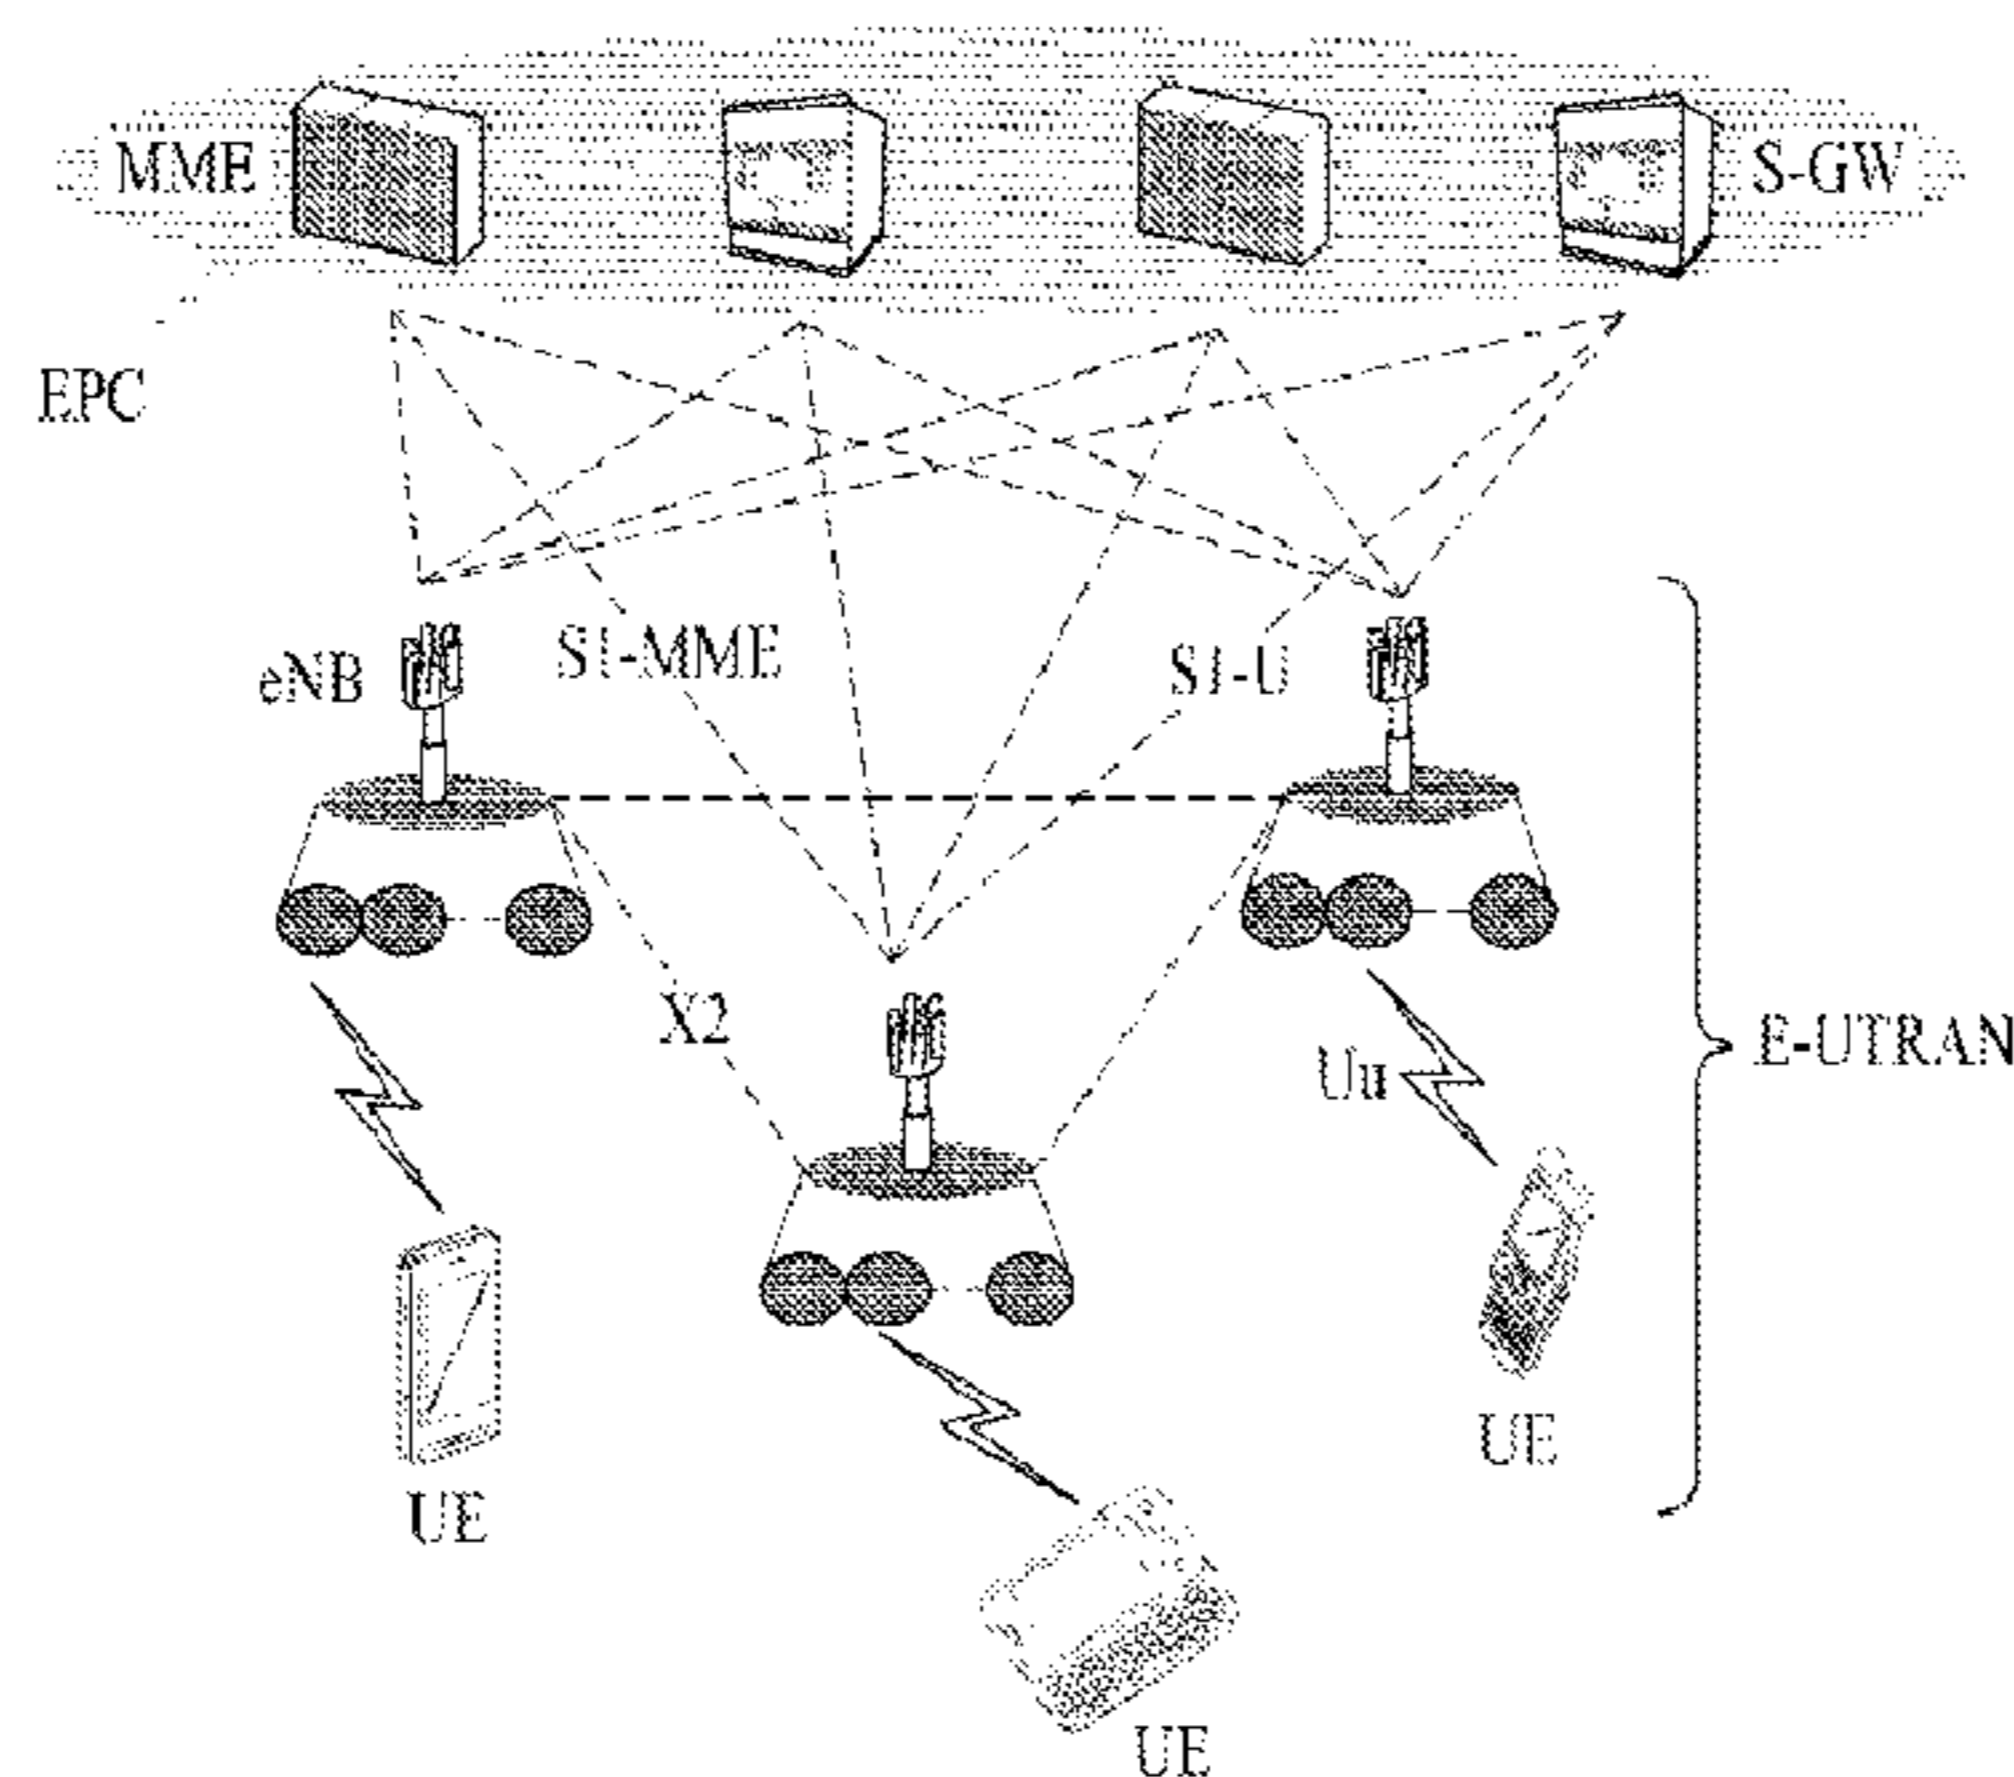 MME
S-GW
EPC
eNB
S1-MME
S1-U
X2
Uu
E-UTRAN
UE
UE
UE